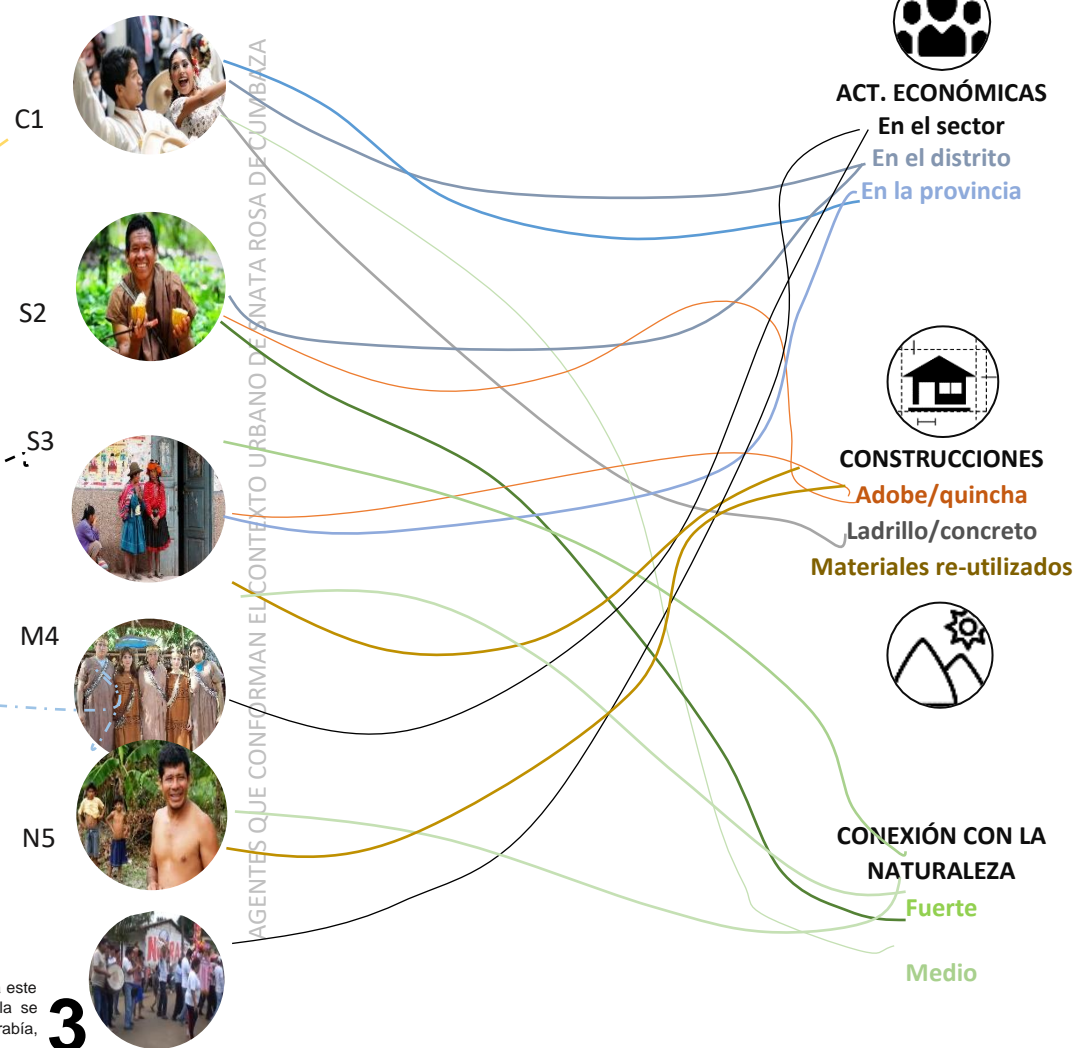 C1
S2
S3
M4
N5
AGENTES QUE CONFORMAN EL CONTEXTO URBANO DE SNATA ROSA DE CUMBAZA
ACT. ECONÓMICAS
En el sector
En el distrito
En la provincia
CONSTRUCCIONES
Adobe/quincha
Ladrillo/concreto
Materiales re-utilizados
CONEXIÓN CON LA
NATURALEZA
Fuerte
Medio
este
la se
rabía,
3